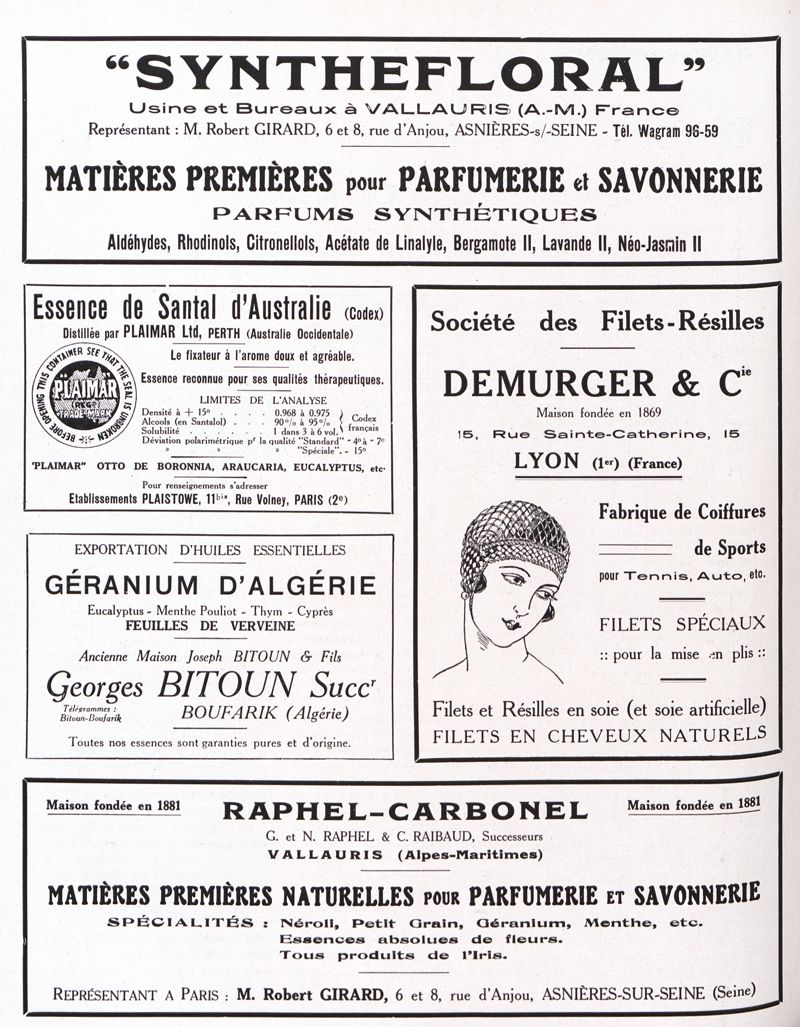 “SYNTHEFLORAL”
Usine et Bureaux à VALLAURIS (A.-M.) France
Représentant : M. Robert GIRARD, 6 et 8, rue d'Anjou, ASNIÈRES-s/-SEINE - Tél. Wagram 96-59
MATIÈRES PREMIÈRES pour PARFUMERIE et SAVONNERIE
PARFUMS SYNTHÉTIQUES
Aldéhydes, Rhodinols, Citronellols, Acétate de Linalyle, Bergamote II, Lavande II, Néo-Jasmin II
Essence de Santal d'Australie (Codex)
Distillée par PLAIMAR Ltd, PERTH (Australie Occidentale)
BEFORE OPENING THIS CONTAINER SEE THAT THE SEAL IS UNBROKEN
PLAIMAR
(REGD)
TRADE-MARK
Le fixateur à l'arome doux et agréable.
Essence reconnue pour ses qualités thérapeutiques.
LIMITES DE L'ANALYSE
Densité à + 15° . . . . 0.968 à 0.975
Alcools (en Santalol) . . . 90°/₀ à 95°/₀
Solubilité . . . . . . 1 dans 3 à 6 vol.
Codex français
Déviation polarimétrique pr la qualité "Standard" - 4° à - 7°
» » "Spéciale". - 15°
"PLAIMAR" OTTO DE BORONNIA, ARAUCARIA, EUCALYPTUS, etc.
Pour renseignements s'adresser
Etablissements PLAISTOWE, 11bis, Rue Volney, PARIS (2e)
EXPORTATION D'HUILES ESSENTIELLES
GÉRANIUM D'ALGÉRIE
Eucalyptus - Menthe Pouliot - Thym - Cyprès
FEUILLES DE VERVEINE
Ancienne Maison Joseph BITOUN & Fils
Georges BITOUN Succr
Télégrammes :
Bitoun-Boufarik
BOUFARIK (Algérie)
Toutes nos essences sont garanties pures et d'origine.
Société des Filets-Résilles
DEMURGER & Cie
Maison fondée en 1869
15, Rue Sainte-Catherine, 15
LYON (1er) (France)
Fabrique de Coiffures
de Sports
pour Tennis, Auto, etc.
FILETS SPÉCIAUX
:: pour la mise en plis ::
Filets et Résilles en soie (et soie artificielle)
FILETS EN CHEVEUX NATURELS
Maison fondée en 1881
RAPHEL-CARBONEL
Maison fondée en 1881
G. et N. RAPHEL & C. RAIBAUD, Successeurs
VALLAURIS (Alpes-Maritimes)
MATIÈRES PREMIÈRES NATURELLES POUR PARFUMERIE ET SAVONNERIE
SPÉCIALITÉS : Néroli, Petit Grain, Géranium, Menthe, etc.
Essences absolues de fleurs.
Tous produits de l'Iris.
REPRÉSENTANT A PARIS : M. Robert GIRARD, 6 et 8, rue d'Anjou, ASNIÈRES-SUR-SEINE (Seine)